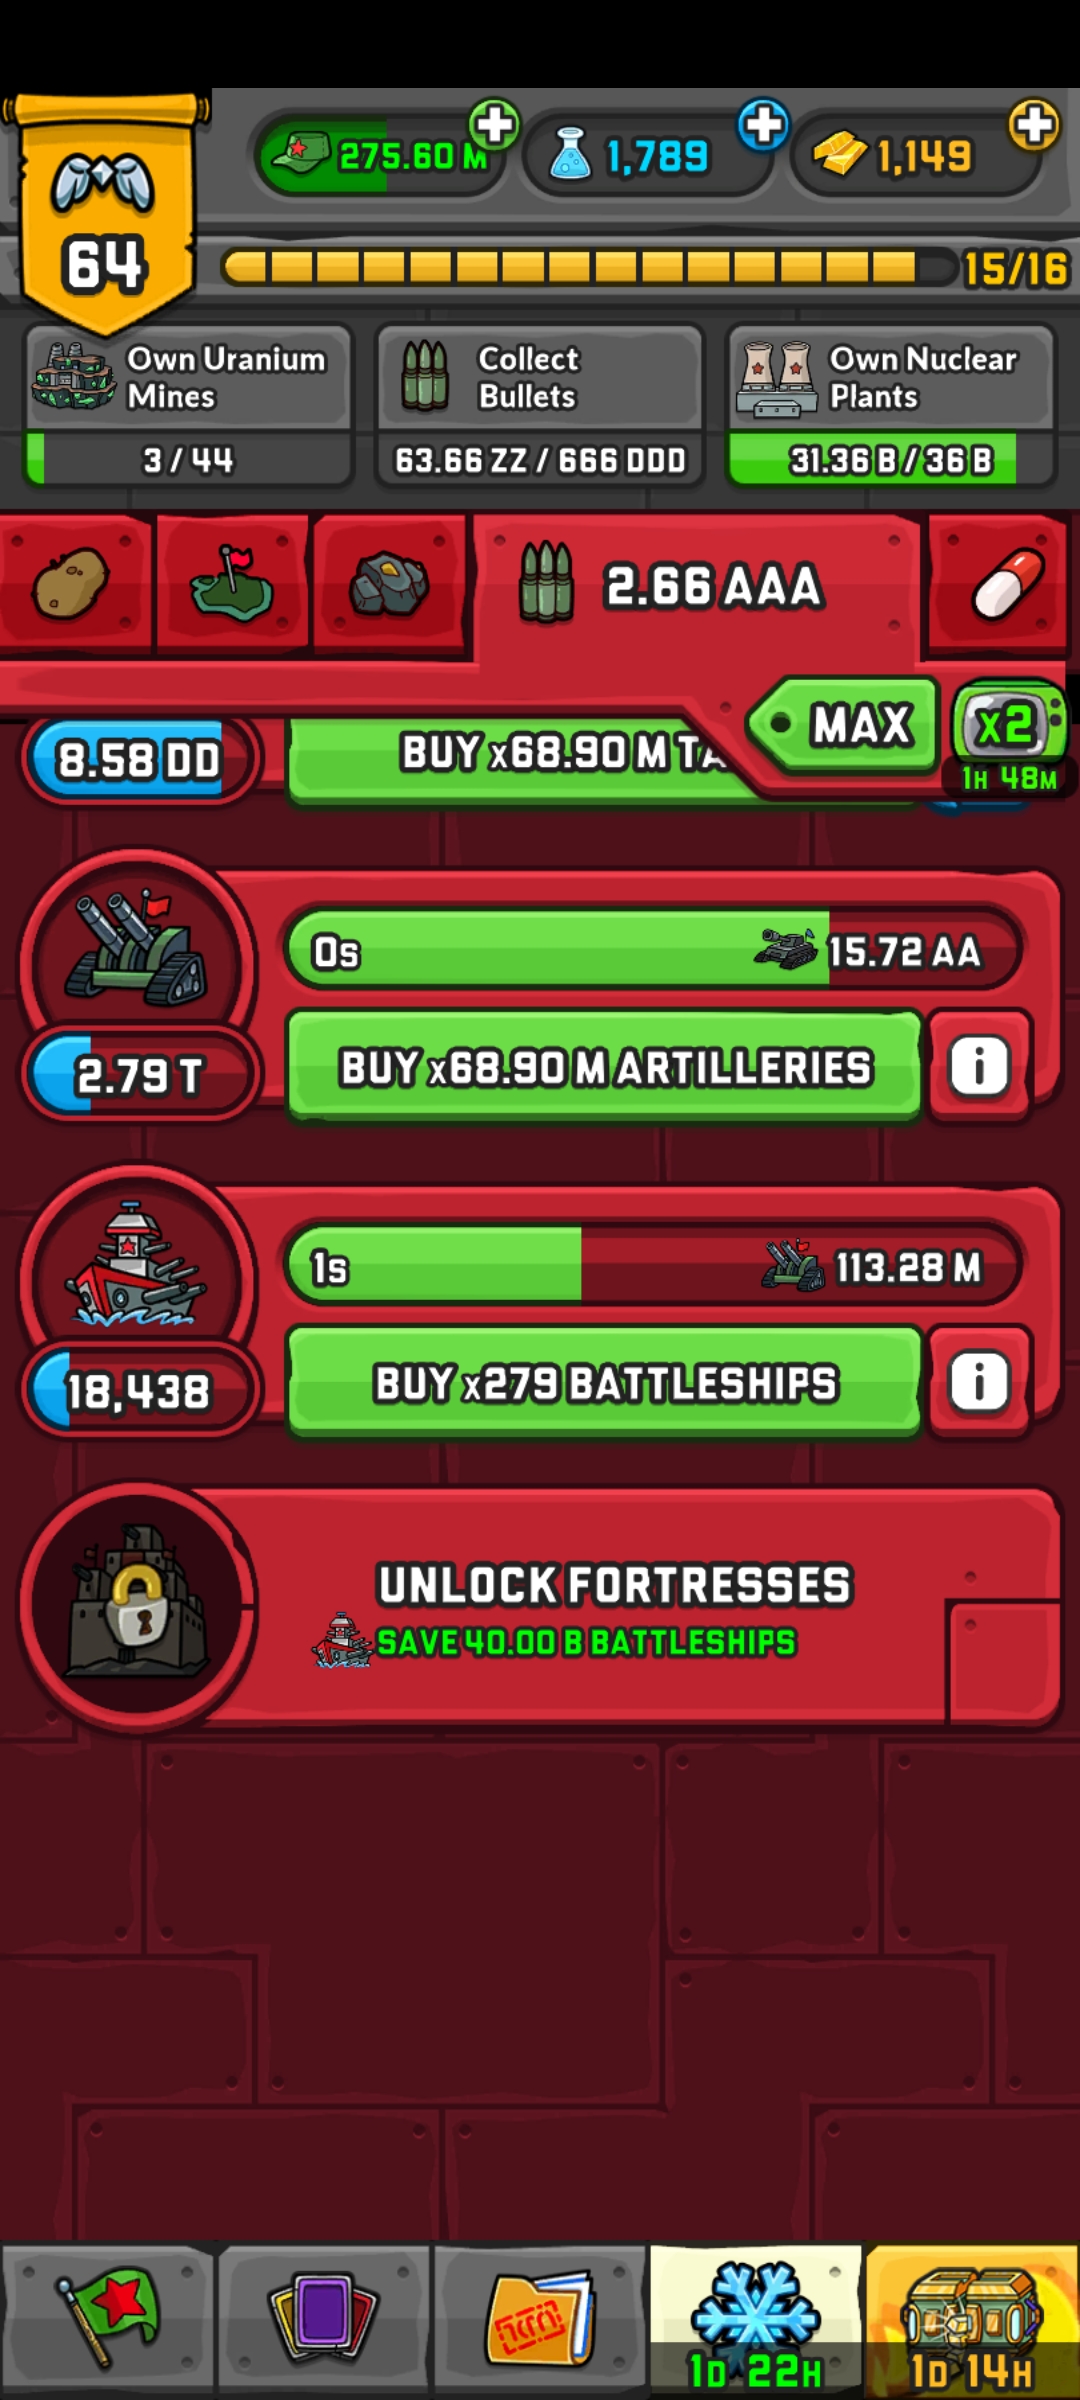 64
275.60 M
1,789
1,149
15/16
Own Uranium
Mines
3 / 44
Collect
Bullets
63.66 ZZ / 666 DDD
Own Nuclear
Plants
31.36 B / 36 B
2.66 AAA
MAX
x2
1H 48M
8.58 DD
BUY x68.90 M TA
0s
15.72 AA
2.79 T
BUY x68.90 M ARTILLERIES
i
1s
113.28 M
18,438
BUY x279 BATTLESHIPS
i
UNLOCK FORTRESSES
SAVE 40.00 B BATTLESHIPS
1D 22H
1D 14H